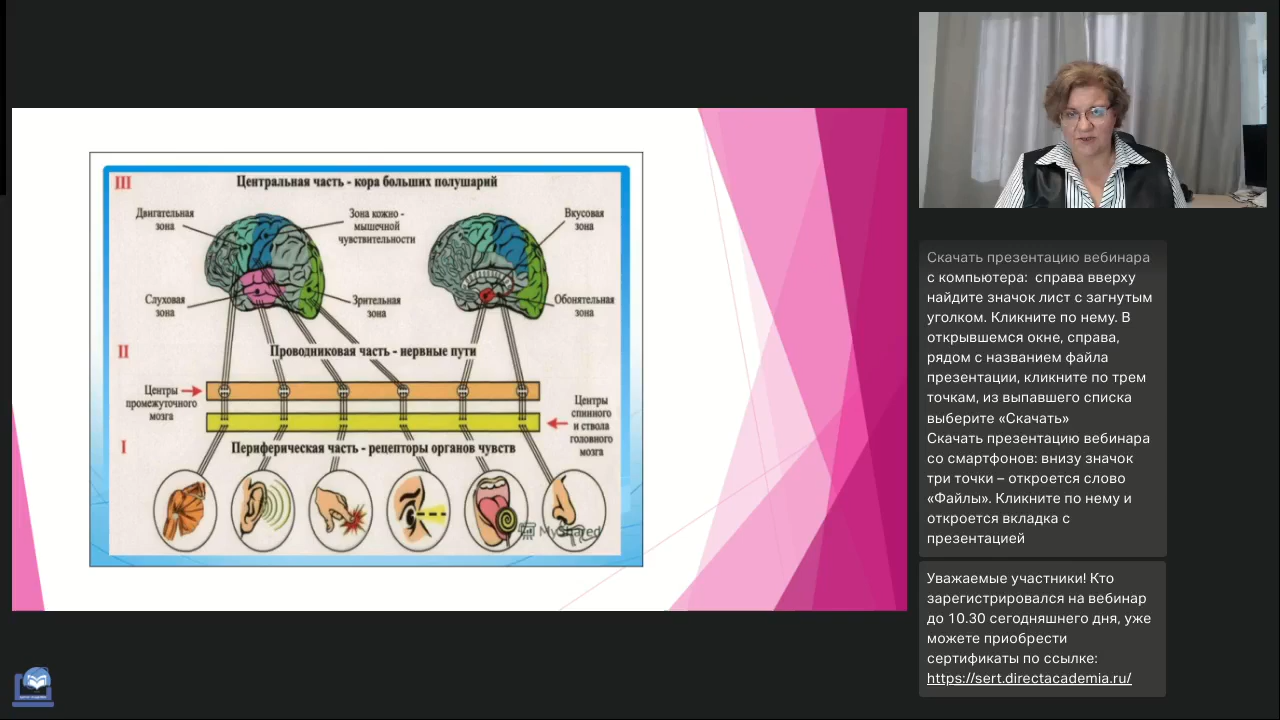 III
Центральная часть - кора больших полушарий
Двигательная
зона
Зона кожно -
мышечной
чувствительности
Вкусовая
зона
Слуховая
зона
Зрительная
зона
Обонятельная
зона
II
Проводниковая часть - нервные пути
Центры
промежуточного
мозга
Центры
спинного
и ствола
головного
мозга
I
Периферическая часть - рецепторы органов чувств
MyShared
Скачать презентацию вебинара
с компьютера: справа вверху
найдите значок лист с загнутым
уголком. Кликните по нему. В
открывшемся окне, справа,
рядом с названием файла
презентации, кликните по трем
точкам, из выпавшего списка
выберите «Скачать»
Скачать презентацию вебинара
со смартфонов: внизу значок
три точки – откроется слово
«Файлы». Кликните по нему и
откроется вкладка с
презентацией
Уважаемые участники! Кто
зарегистрировался на вебинар
до 10.30 сегодняшнего дня, уже
можете приобрести
сертификаты по ссылке:
https://sert.directacademia.ru/